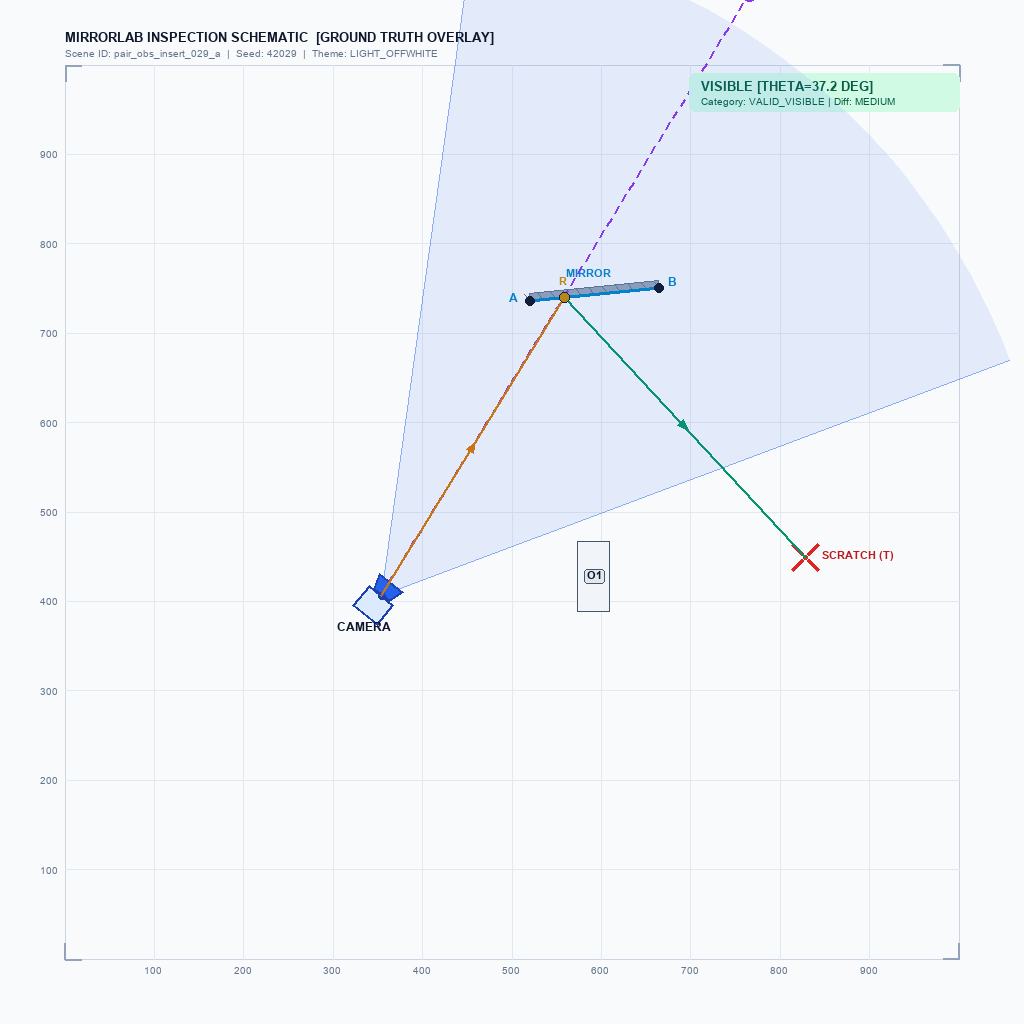 MIRRORLAB INSPECTION SCHEMATIC [GROUND TRUTH OVERLAY]
Scene ID: pair_obs_insert_029_a | Seed: 42029 | Theme: LIGHT_OFFWHITE
VISIBLE [THETA=37.2 DEG]
Category: VALID_VISIBLE | Diff: MEDIUM
900
800
MIRROR
R
B
A
700
600
SCRATCH (T)
500
O1
400
CAMERA
300
200
100
100 200 300 400 500 600 700 800 900